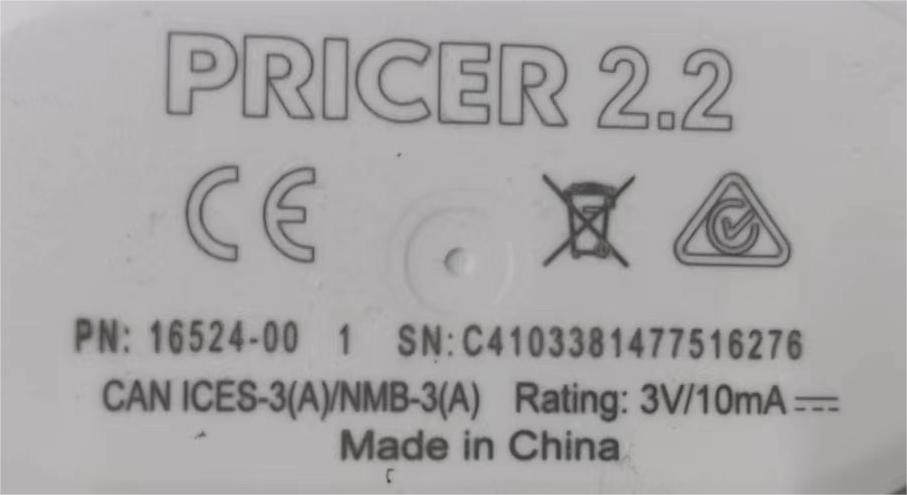 PRICER 2.2
CE
PN: 16524-00 1 SN: C4103381477516276
CAN ICES-3(A)/NMB-3(A) Rating: 3V/10mA
Made in China